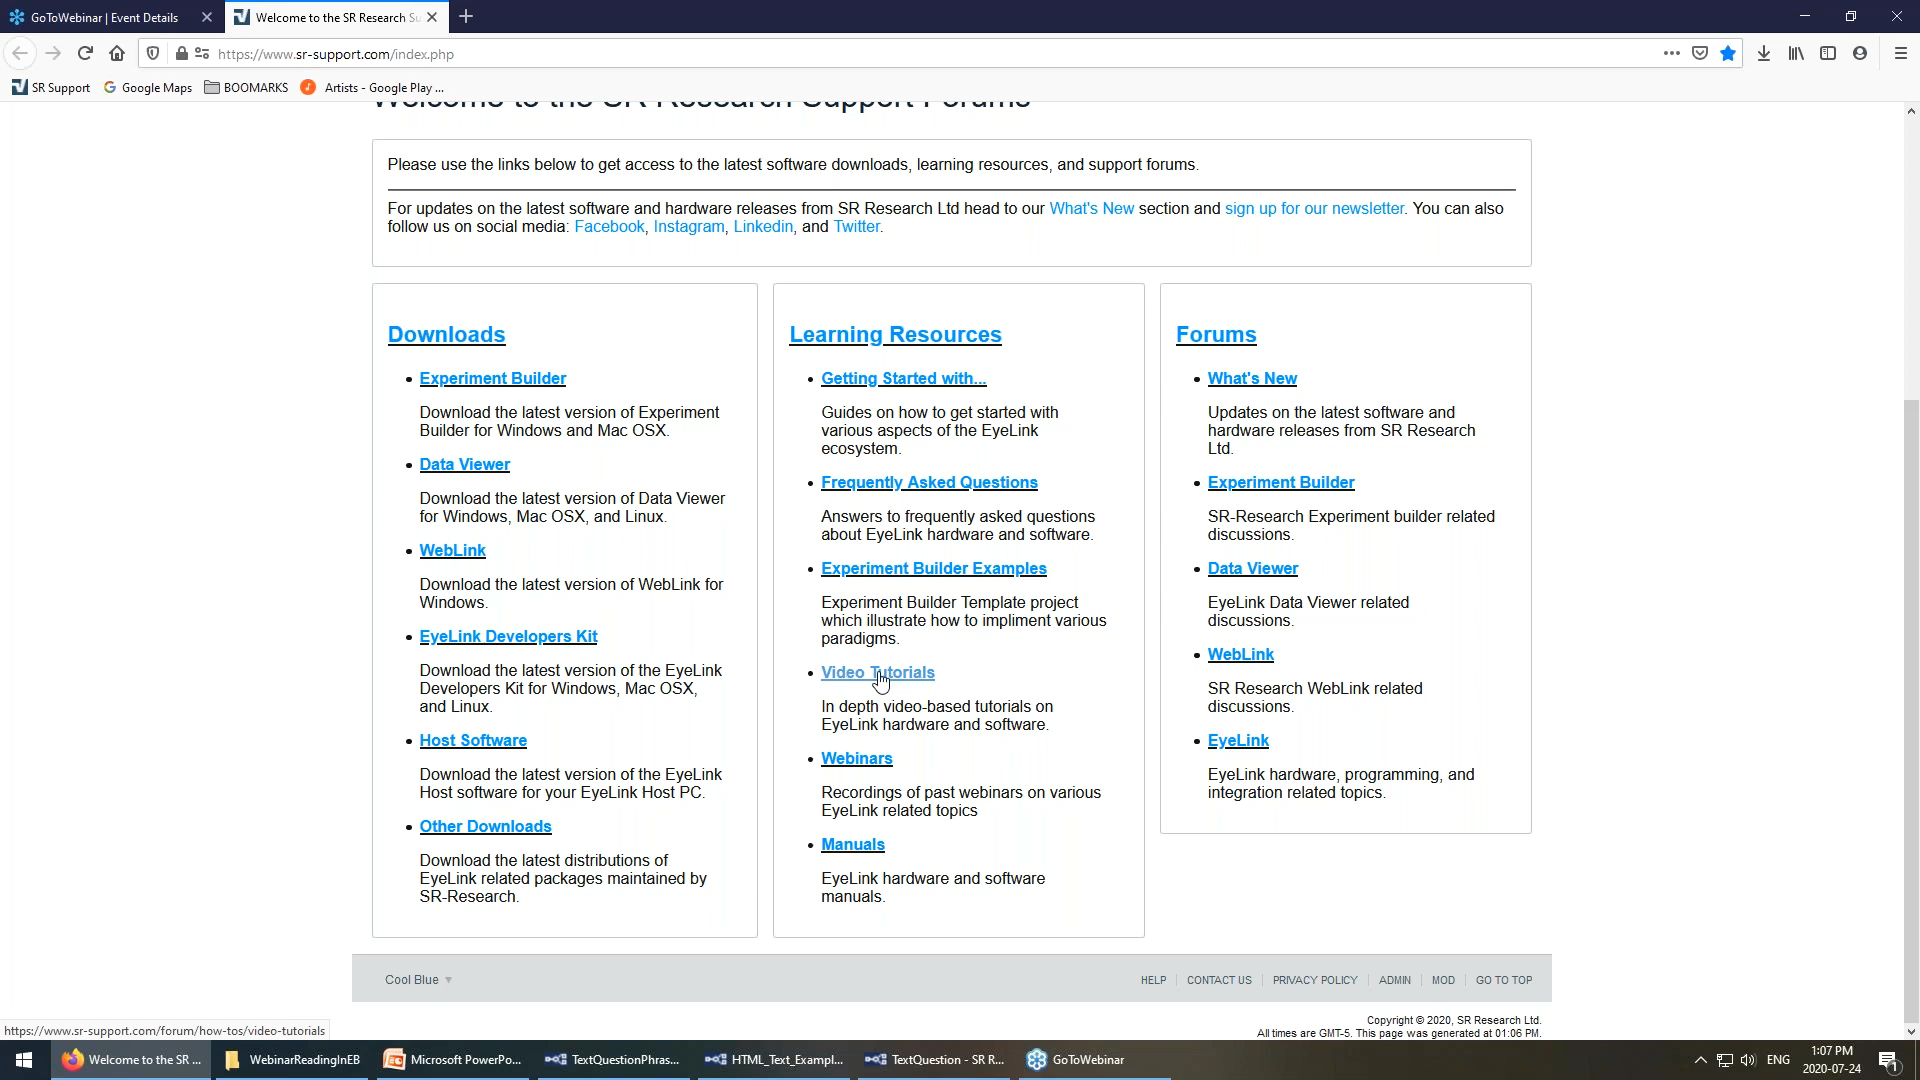 GoToWebinar | Event Details
Welcome to the SR Research Su
https://www.sr-support.com/index.php
SR Support
Google Maps
BOOMARKS
Artists - Google Play ...
Welcome to the SR Research Support Forums
Please use the links below to get access to the latest software downloads, learning resources, and support forums.
For updates on the latest software and hardware releases from SR Research Ltd head to our What's New section and sign up for our newsletter. You can also
follow us on social media: Facebook, Instagram, Linkedin, and Twitter.
Downloads
• Experiment Builder
Download the latest version of Experiment
Builder for Windows and Mac OSX.
• Data Viewer
Download the latest version of Data Viewer
for Windows, Mac OSX, and Linux.
• WebLink
Download the latest version of WebLink for
Windows.
• EyeLink Developers Kit
Download the latest version of the EyeLink
Developers Kit for Windows, Mac OSX,
and Linux.
• Host Software
Download the latest version of the EyeLink
Host software for your EyeLink Host PC.
• Other Downloads
Download the latest distributions of
EyeLink related packages maintained by
SR-Research.
Learning Resources
• Getting Started with...
Guides on how to get started with
various aspects of the EyeLink
ecosystem.
• Frequently Asked Questions
Answers to frequently asked questions
about EyeLink hardware and software.
• Experiment Builder Examples
Experiment Builder Template project
which illustrate how to impliment various
paradigms.
• Video Tutorials
In depth video-based tutorials on
EyeLink hardware and software.
• Webinars
Recordings of past webinars on various
EyeLink related topics
• Manuals
EyeLink hardware and software
manuals.
Forums
• What's New
Updates on the latest software and
hardware releases from SR Research
Ltd.
• Experiment Builder
SR-Research Experiment builder related
discussions.
• Data Viewer
EyeLink Data Viewer related
discussions.
• WebLink
SR Research WebLink related
discussions.
• EyeLink
EyeLink hardware, programming, and
integration related topics.
Cool Blue
HELP
CONTACT US
PRIVACY POLICY
ADMIN
MOD
GO TO TOP
Copyright © 2020, SR Research Ltd.
All times are GMT-5. This page was generated at 01:06 PM.
https://www.sr-support.com/forum/how-tos/video-tutorials
Welcome to the SR ...
WebinarReadingInEB
Microsoft PowerPo...
TextQuestionPhras...
HTML_Text_Exampl...
TextQuestion - SR R...
GoToWebinar
ENG
1:07 PM
2020-07-24
1